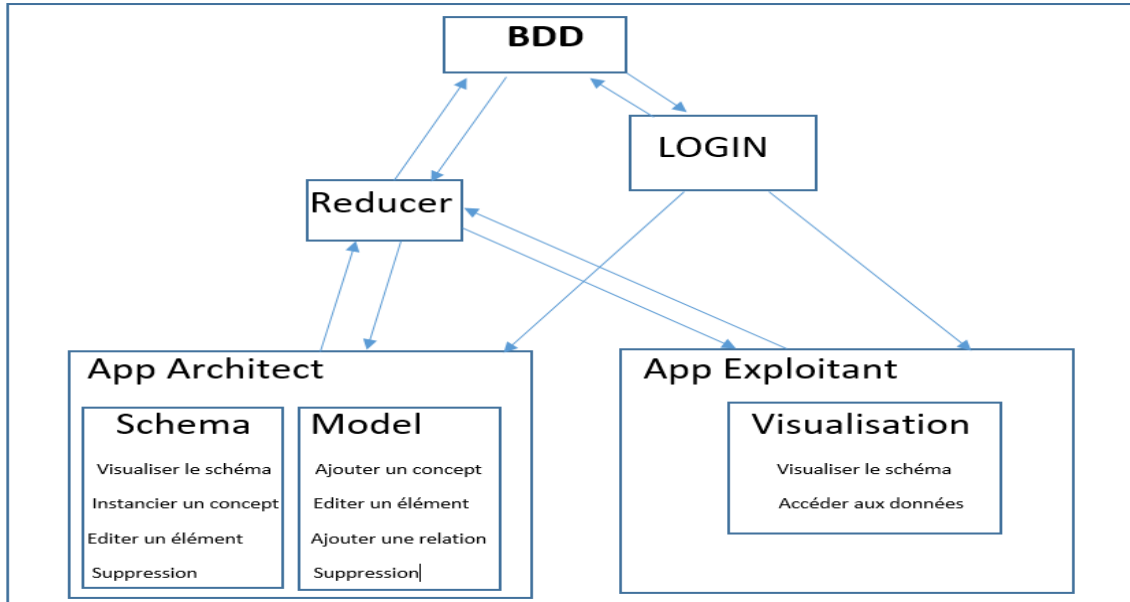 BDD
LOGIN
Reducer
App Architect
Schema
Visualiser le schéma
Instancier un concept
Editer un élément
Suppression
Model
Ajouter un concept
Editer un élément
Ajouter une relation
Suppression
App Exploitant
Visualisation
Visualiser le schéma
Accéder aux données